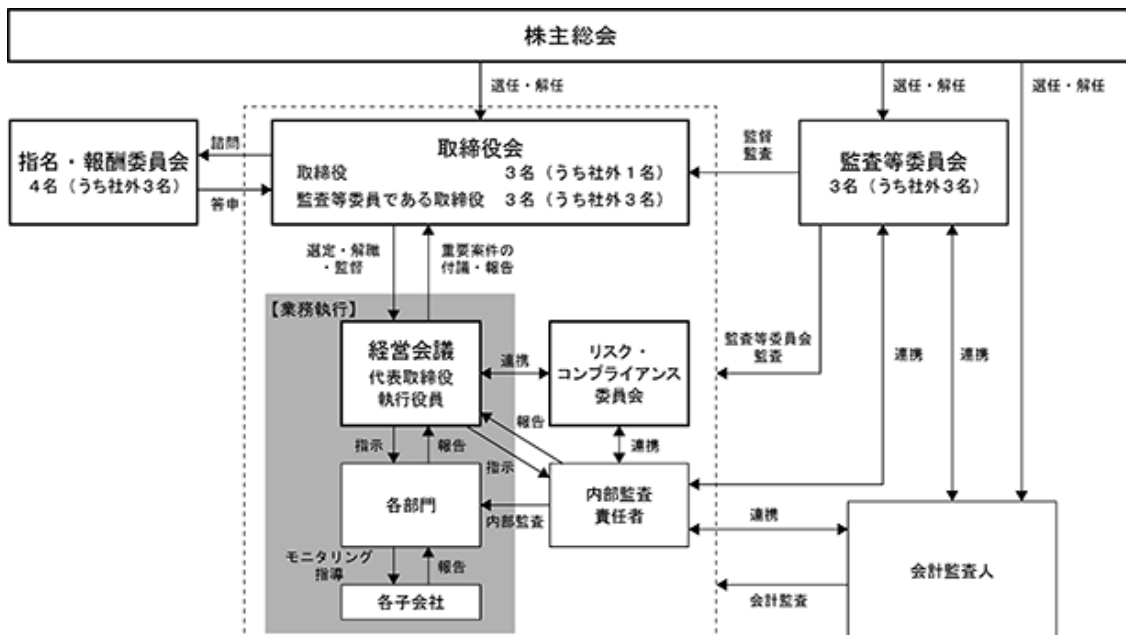 株主総会
選任・解任
選任・解任
選任・解任
指名・報酬委員会
4名（うち社外3名）
諮問
答申
取締役会
取締役　3名（うち社外1名）
監査等委員である取締役　3名（うち社外3名）
監督
監査
監査等委員会
3名（うち社外3名）
選定・解職
・監督
重要案件の
付議・報告
【業務執行】
経営会議
代表取締役
執行役員
連携
リスク・
コンプライアンス
委員会
監査等委員会
監査
連携
連携
報告
指示
報告
指示
連携
各部門
内部監査
内部監査
責任者
連携
モニタリング
指導
報告
各子会社
会計監査
会計監査人